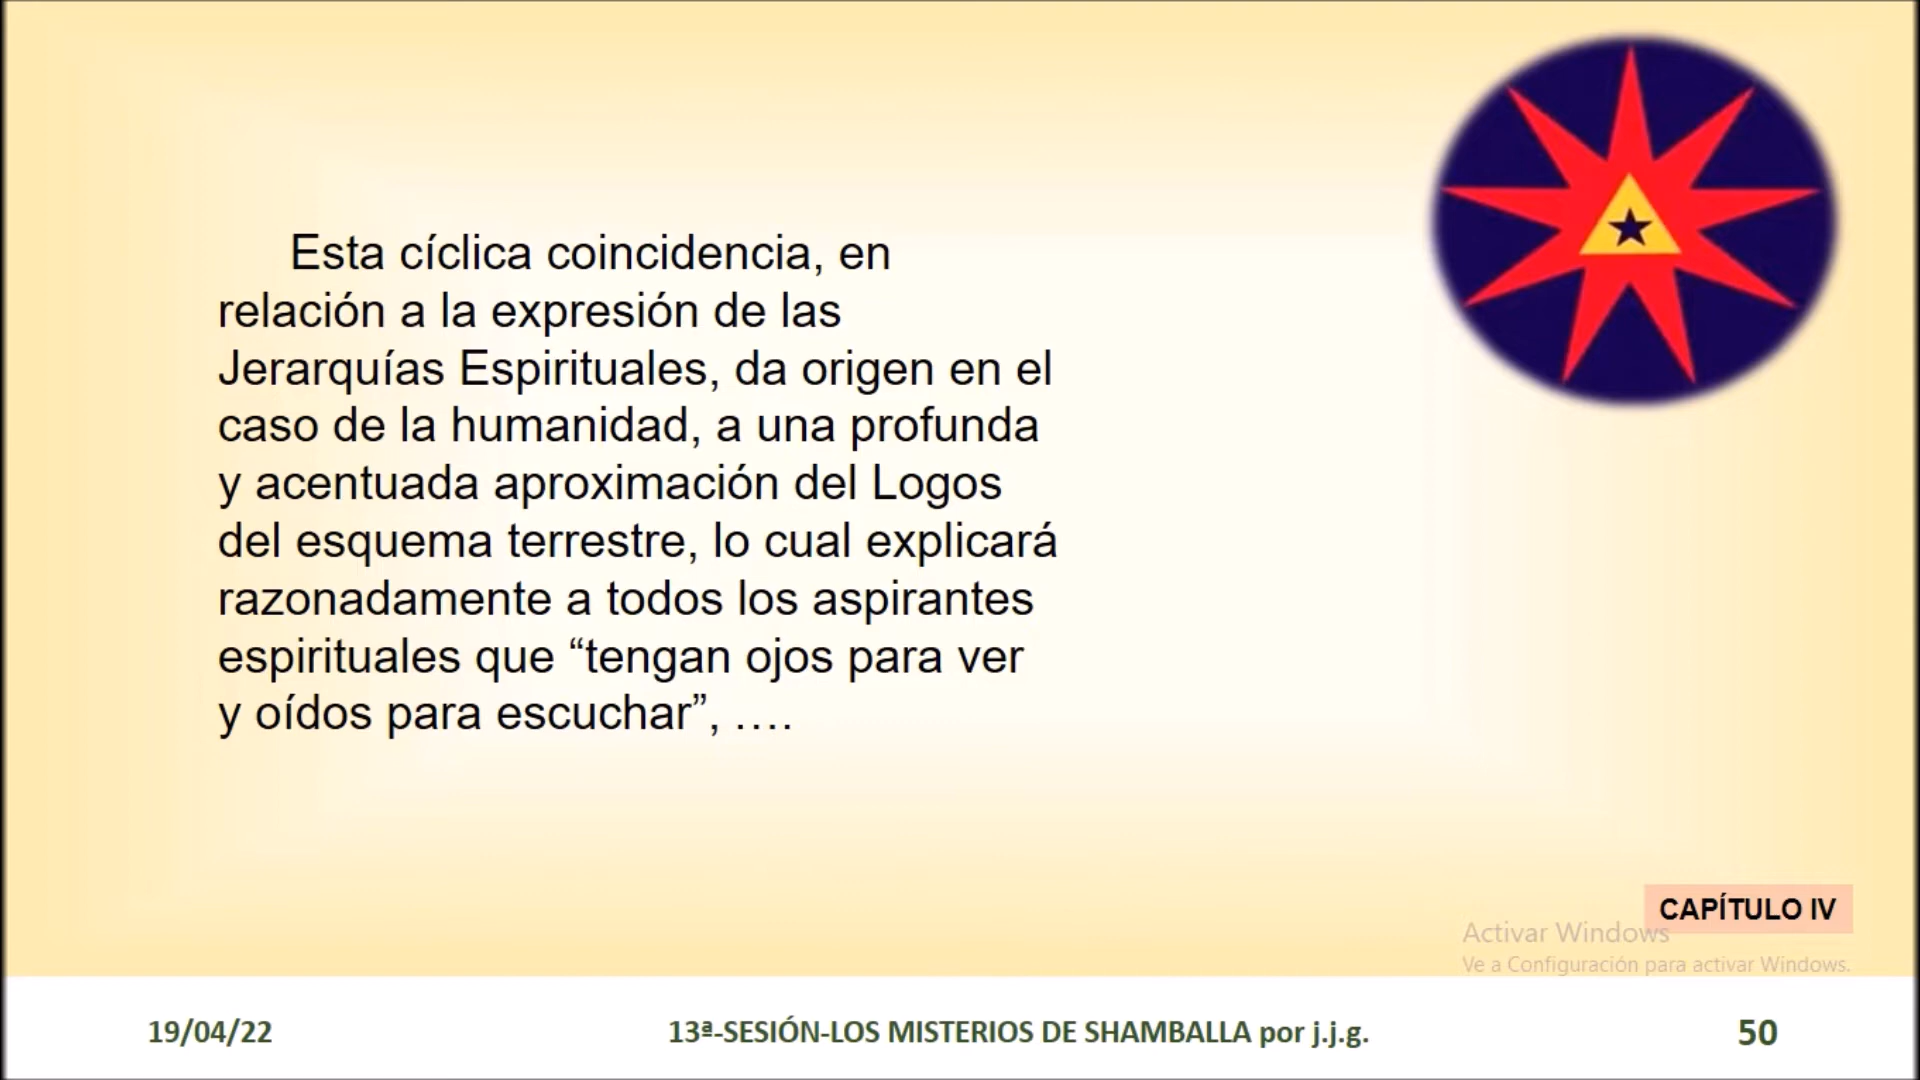 Esta cíclica coincidencia, en
relación a la expresión de las
Jerarquías Espirituales, da origen en el
caso de la humanidad, a una profunda
y acentuada aproximación del Logos
del esquema terrestre, lo cual explicará
razonadamente a todos los aspirantes
espirituales que “tengan ojos para ver
y oídos para escuchar”, ….
CAPÍTULO IV
Activar Windows
Ve a Configuración para activar Windows.
19/04/22
13ª-SESIÓN-LOS MISTERIOS DE SHAMBALLA por j.j.g.
50